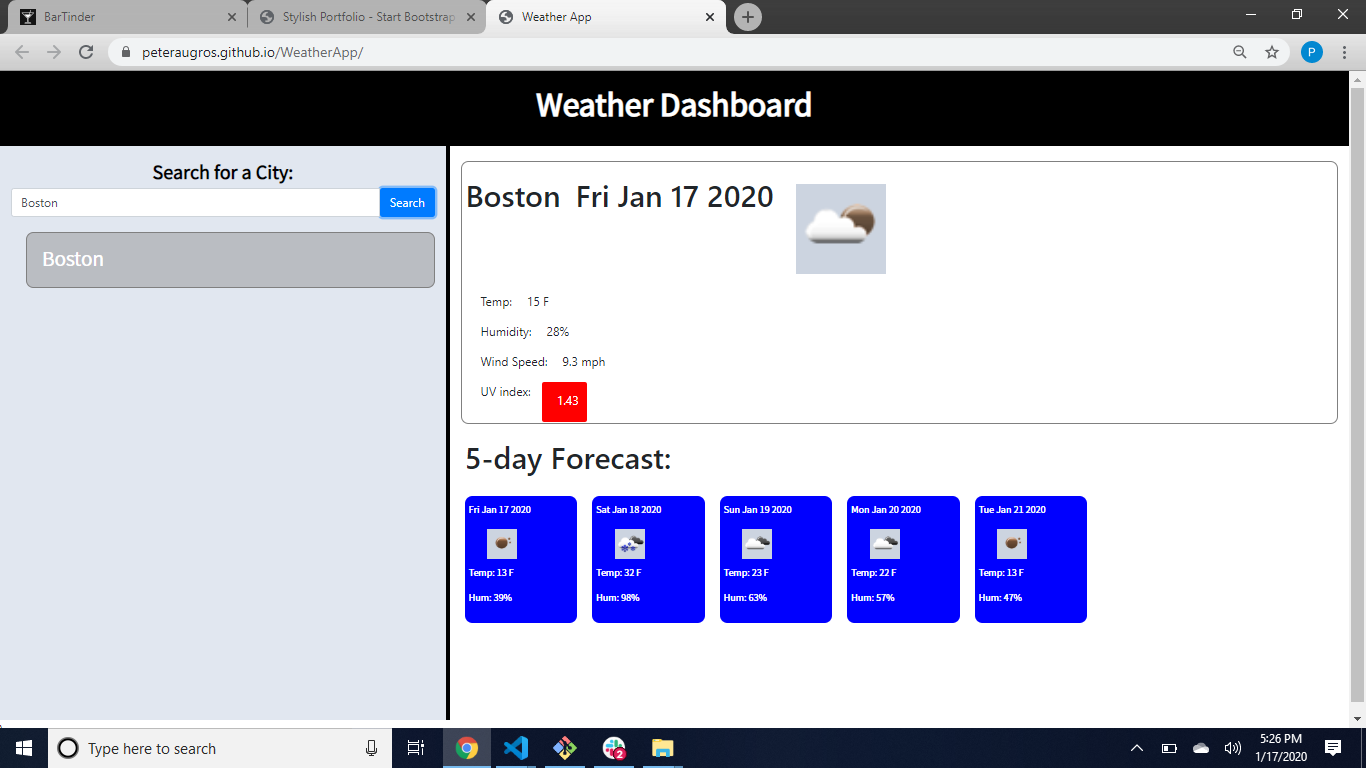 BarTinder
Stylish Portfolio - Start Bootstrap
Weather App
peteraugros.github.io/WeatherApp/
P
Weather Dashboard
Search for a City:
Boston
Search
Boston
Boston Fri Jan 17 2020
Temp: 15 F
Humidity: 28%
Wind Speed: 9.3 mph
UV index: 1.43
5-day Forecast:
Fri Jan 17 2020
Temp: 13 F
Hum: 39%
Sat Jan 18 2020
Temp: 32 F
Hum: 98%
Sun Jan 19 2020
Temp: 23 F
Hum: 63%
Mon Jan 20 2020
Temp: 22 F
Hum: 57%
Tue Jan 21 2020
Temp: 13 F
Hum: 47%
Type here to search
2
5:26 PM
1/17/2020